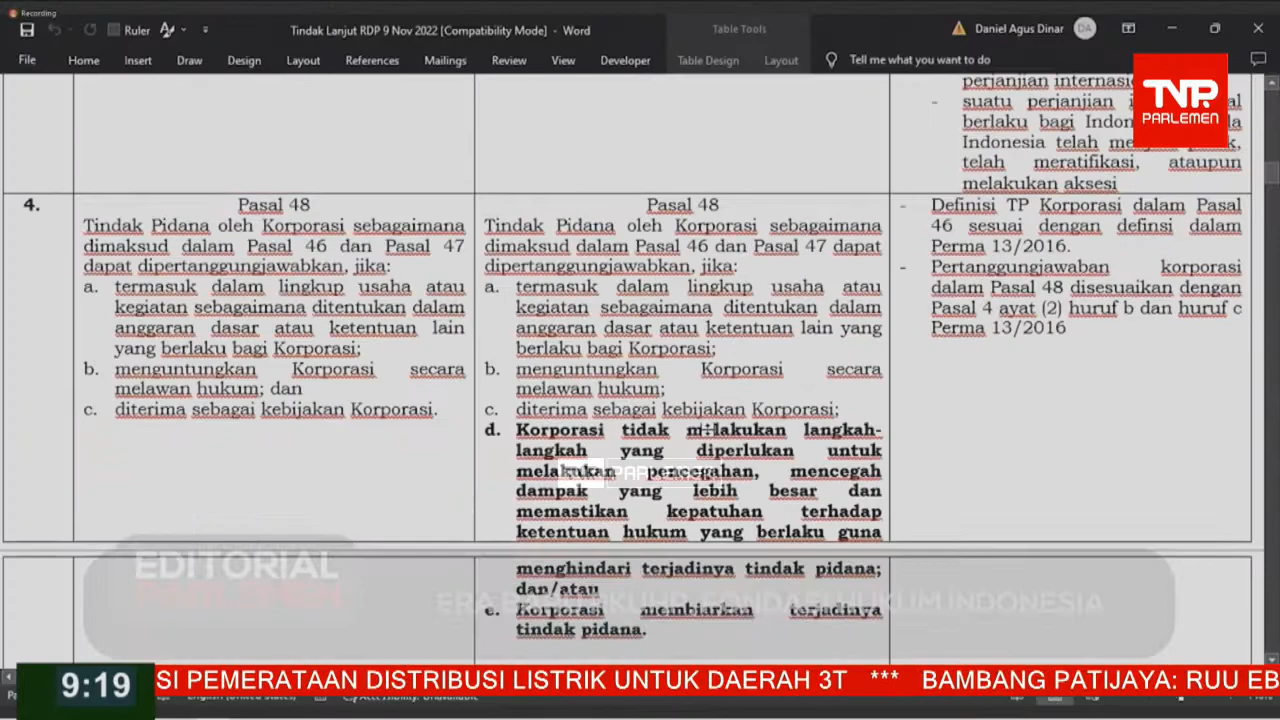 Recording
Ruler
Tindak Lanjut RDP 9 Nov 2022 [Compatibility Mode] - Word
Table Tools
Daniel Agus Dinar
DA
File
Home
Insert
Draw
Design
Layout
References
Mailings
Review
View
Developer
Table Design
Layout
Tell me what you want to do
TVP.
PARLEMEN
perjanjian
- suatu perjanjian
berlaku bagi
Indonesia telah
telah meratifikasi, ataupun
melakukan aksesi
4.
Pasal 48
Tindak Pidana oleh Korporasi sebagaimana
dimaksud dalam Pasal 46 dan Pasal 47
dapat dipertanggungjawabkan, jika:
a. termasuk dalam lingkup usaha atau
kegiatan sebagaimana ditentukan dalam
anggaran dasar atau ketentuan lain
yang berlaku bagi Korporasi;
b. menguntungkan Korporasi secara
melawan hukum; dan
c. diterima sebagai kebijakan Korporasi.
Pasal 48
Tindak Pidana oleh Korporasi sebagaimana
dimaksud dalam Pasal 46 dan Pasal 47 dapat
dipertanggungjawabkan, jika:
a. termasuk dalam lingkup usaha atau
kegiatan sebagaimana ditentukan dalam
anggaran dasar atau ketentuan lain yang
berlaku bagi Korporasi;
b. menguntungkan Korporasi secara
melawan hukum;
c. diterima sebagai kebijakan Korporasi;
d. Korporasi tidak melakukan langkah-
langkah yang diperlukan untuk
melakukan pencegahan, mencegah
dampak yang lebih besar dan
memastikan kepatuhan terhadap
ketentuan hukum yang berlaku guna
menghindari terjadinya tindak pidana;
dan/atau
e. Korporasi membiarkan terjadinya
tindak pidana.
- Definisi TP Korporasi dalam Pasal
46 sesuai dengan definsi dalam
Perma 13/2016.
- Pertanggungjawaban korporasi
dalam Pasal 48 disesuaikan dengan
Pasal 4 ayat (2) huruf b dan huruf c
Perma 13/2016
PARLEMEN
EDITORIAL
PARLEMEN
HUKUM INDONESIA
9:19
SI PEMERATAAN DISTRIBUSI LISTRIK UNTUK DAERAH 3T *** BAMBANG PATIJAYA: RUU EB